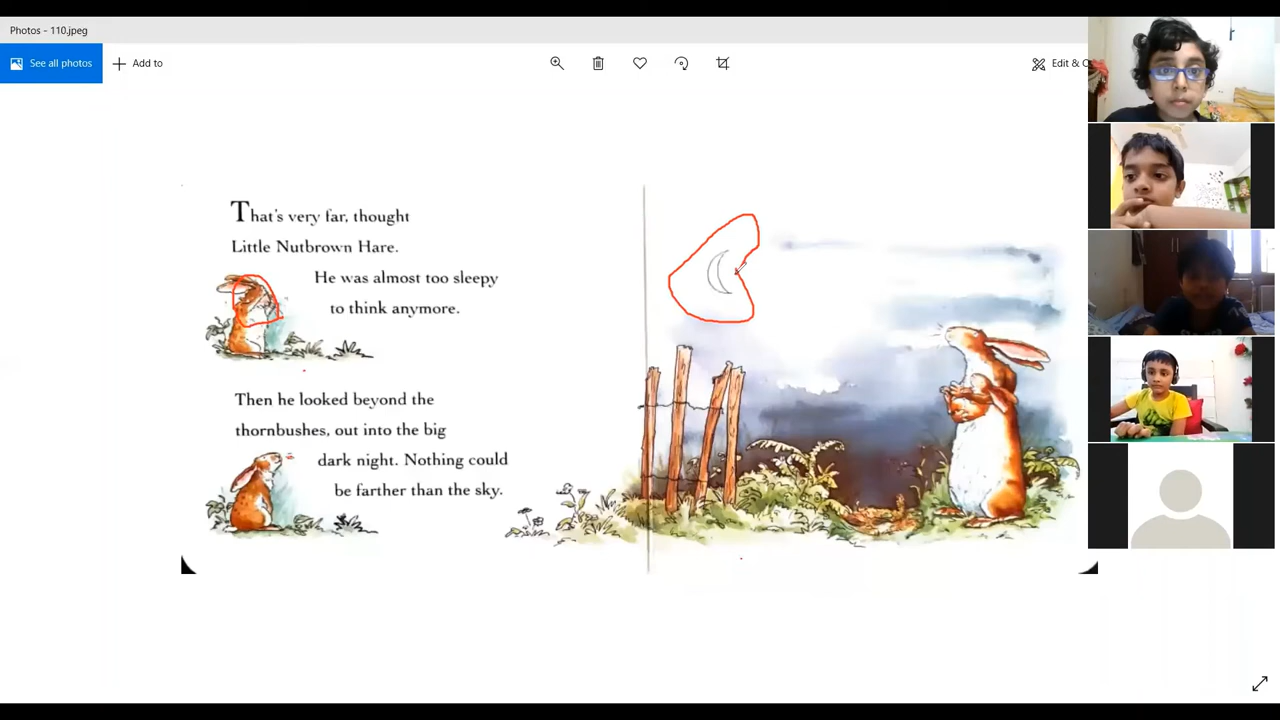 Photos - 110.jpeg
See all photos
Add to
Edit &
That's very far, thought
Little Nutbrown Hare.
He was almost too sleepy
to think anymore.
Then he looked beyond the
thornbushes, out into the big
dark night. Nothing could
be farther than the sky.